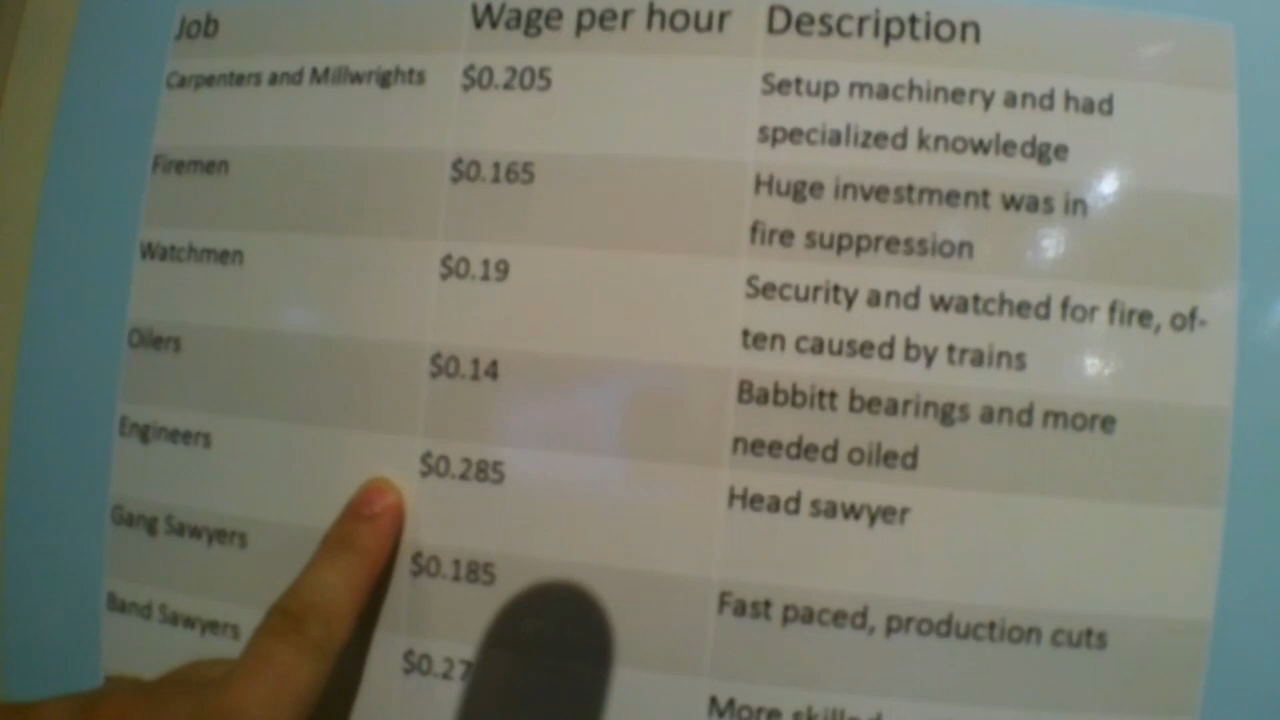 Job Wage per hour Description
Carpenters and Millwrights $0.205 Setup machinery and had
specialized knowledge
Firemen $0.165 Huge investment was in
fire suppression
Watchmen $0.19 Security and watched for fire, of-
ten caused by trains
Oilers $0.14 Babbitt bearings and more
needed oiled
Engineers $0.285 Head sawyer
Gang Sawyers $0.185 Fast paced, production cuts
Band Sawyers $0.27 More skilled